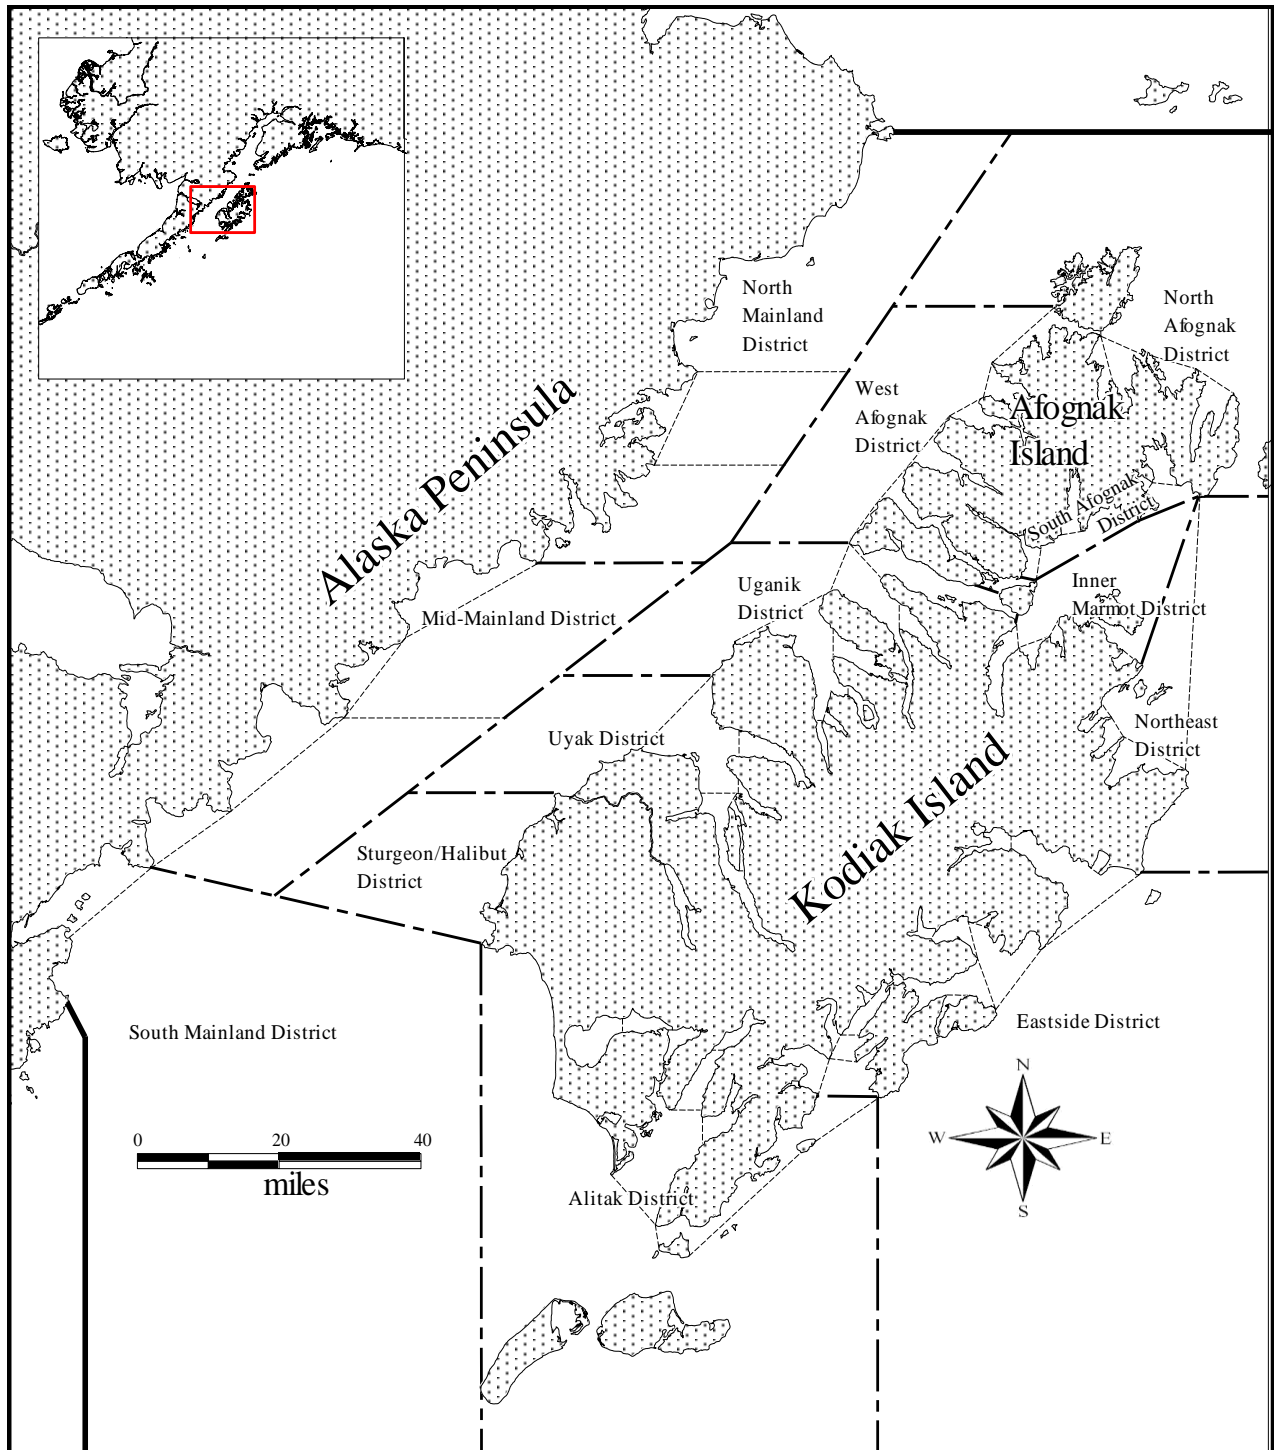 North
Mainland
District
North
Afognak
District
West
Afognak
District
Afognak
Island
Alaska Peninsula
South Afognak
District
Inner
Marmot District
Uganik
District
Mid-Mainland District
Northeast
District
Uyak District
Kodiak Island
Sturgeon/Halibut
District
South Mainland District
Eastside District
N
W
E
S
0 20 40
miles
Alitak District